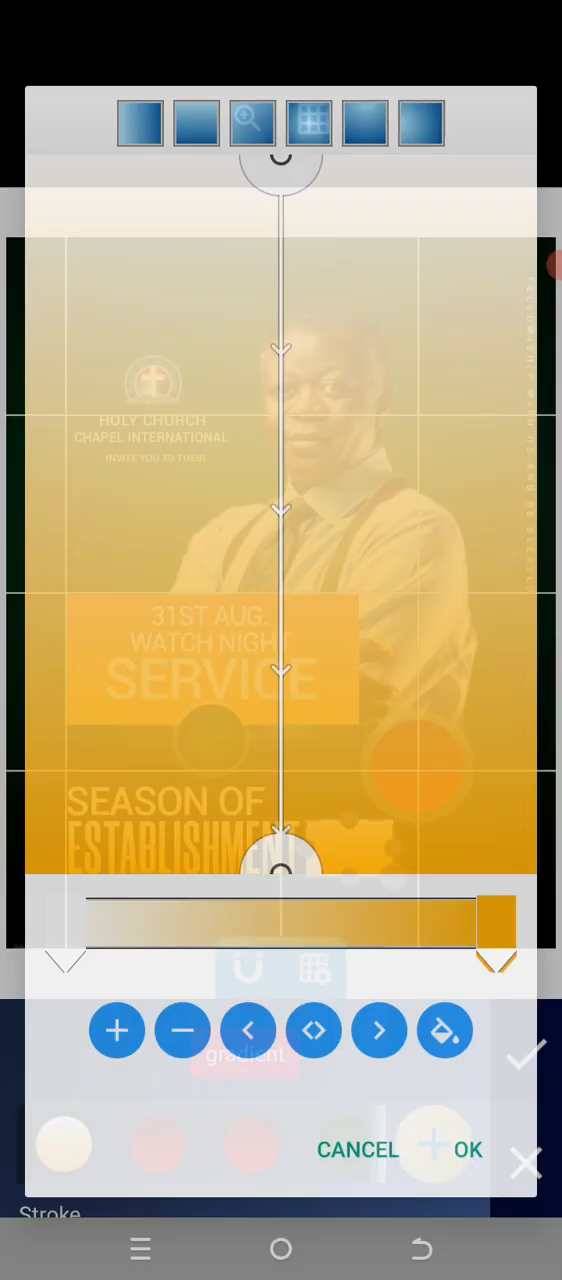 HOLY CHURCH
CHAPEL INTERNATIONAL
INVITE YOU TO THEIR
31ST AUG.
WATCH NIGHT
SERVICE
SEASON OF
ESTABLISHMENT
gradient
CANCEL
OK
Stroke